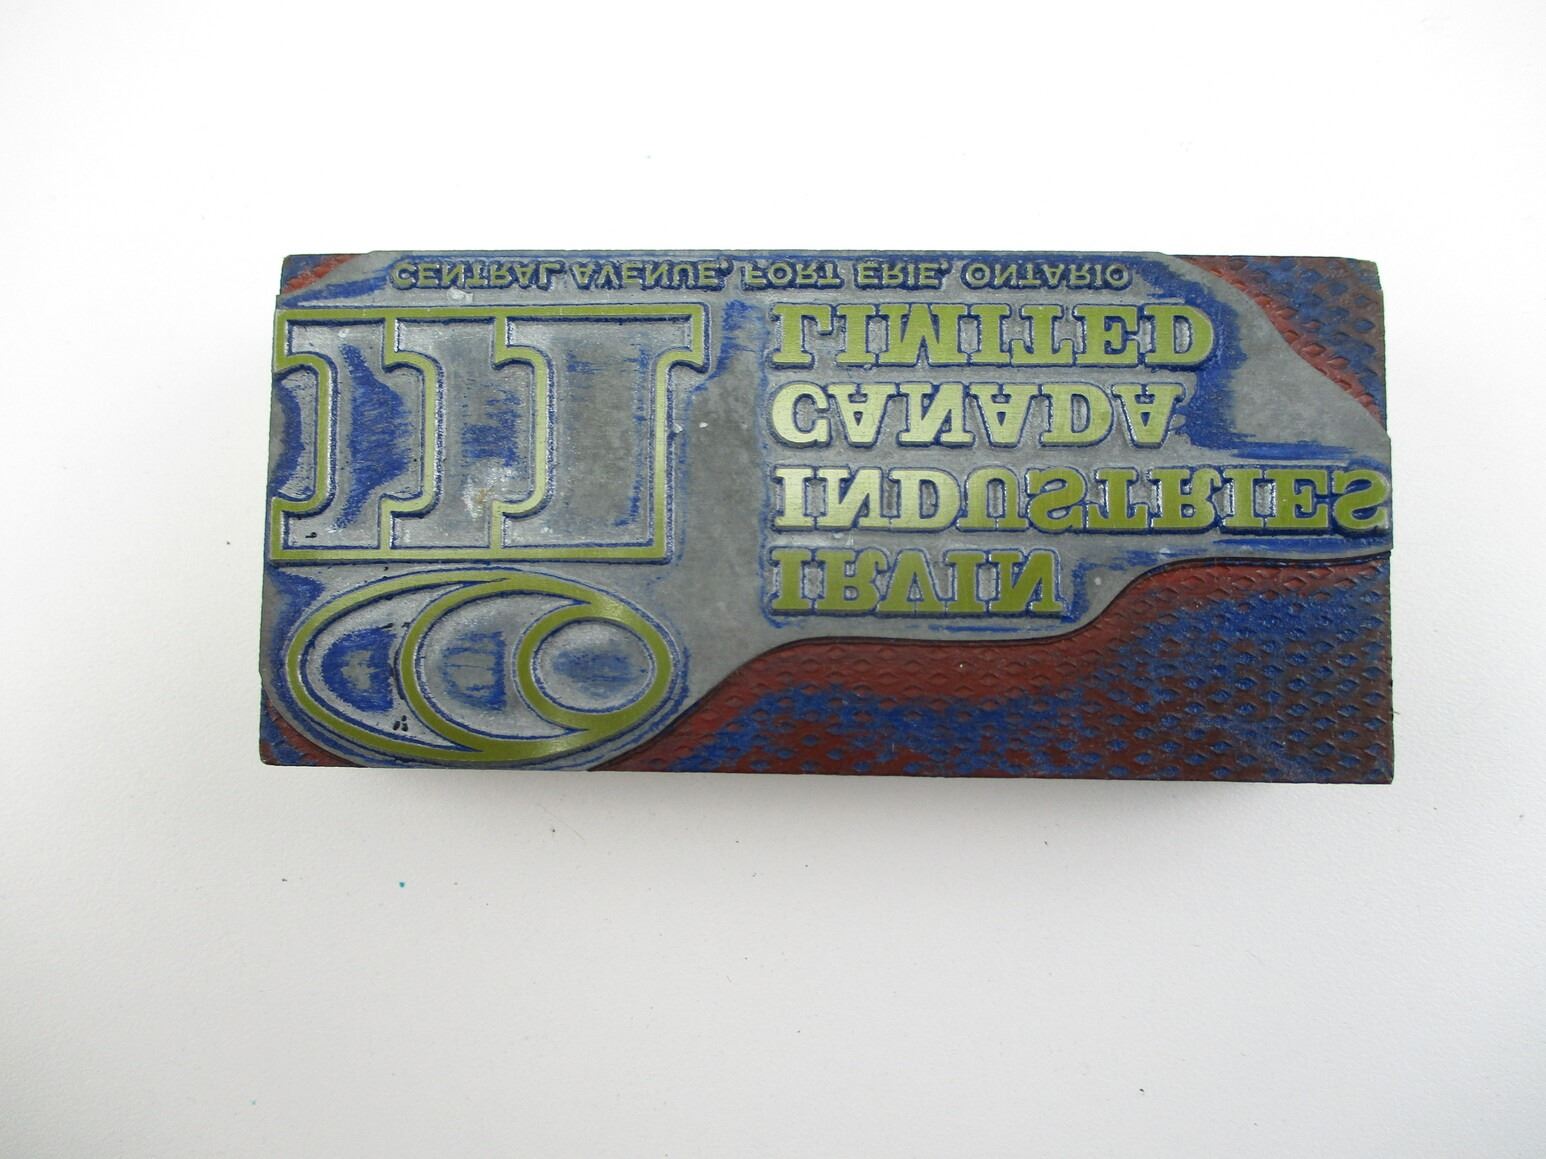 IRVIN
INDUSTRIES
CANADA
LIMITED
CENTRAL AVENUE, FORT ERIE, ONTARIO